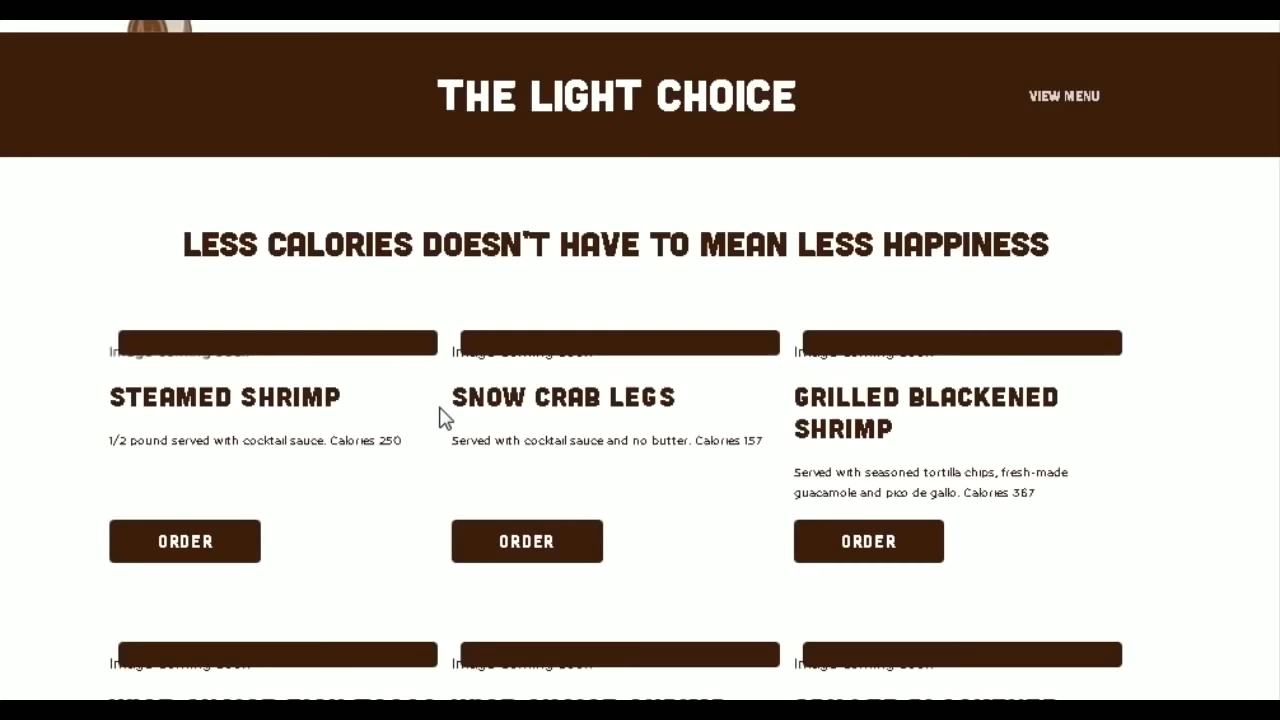 THE LIGHT CHOICE
VIEW MENU
LESS CALORIES DOESN'T HAVE TO MEAN LESS HAPPINESS
STEAMED SHRIMP
1/2 pound served with cocktail sauce. Calories 250
ORDER
SNOW CRAB LEGS
Served with cocktail sauce and no butter. Calories 157
ORDER
GRILLED BLACKENED
SHRIMP
Served with seasoned tortilla chips, fresh-made
guacamole and pico de gallo. Calories 367
ORDER